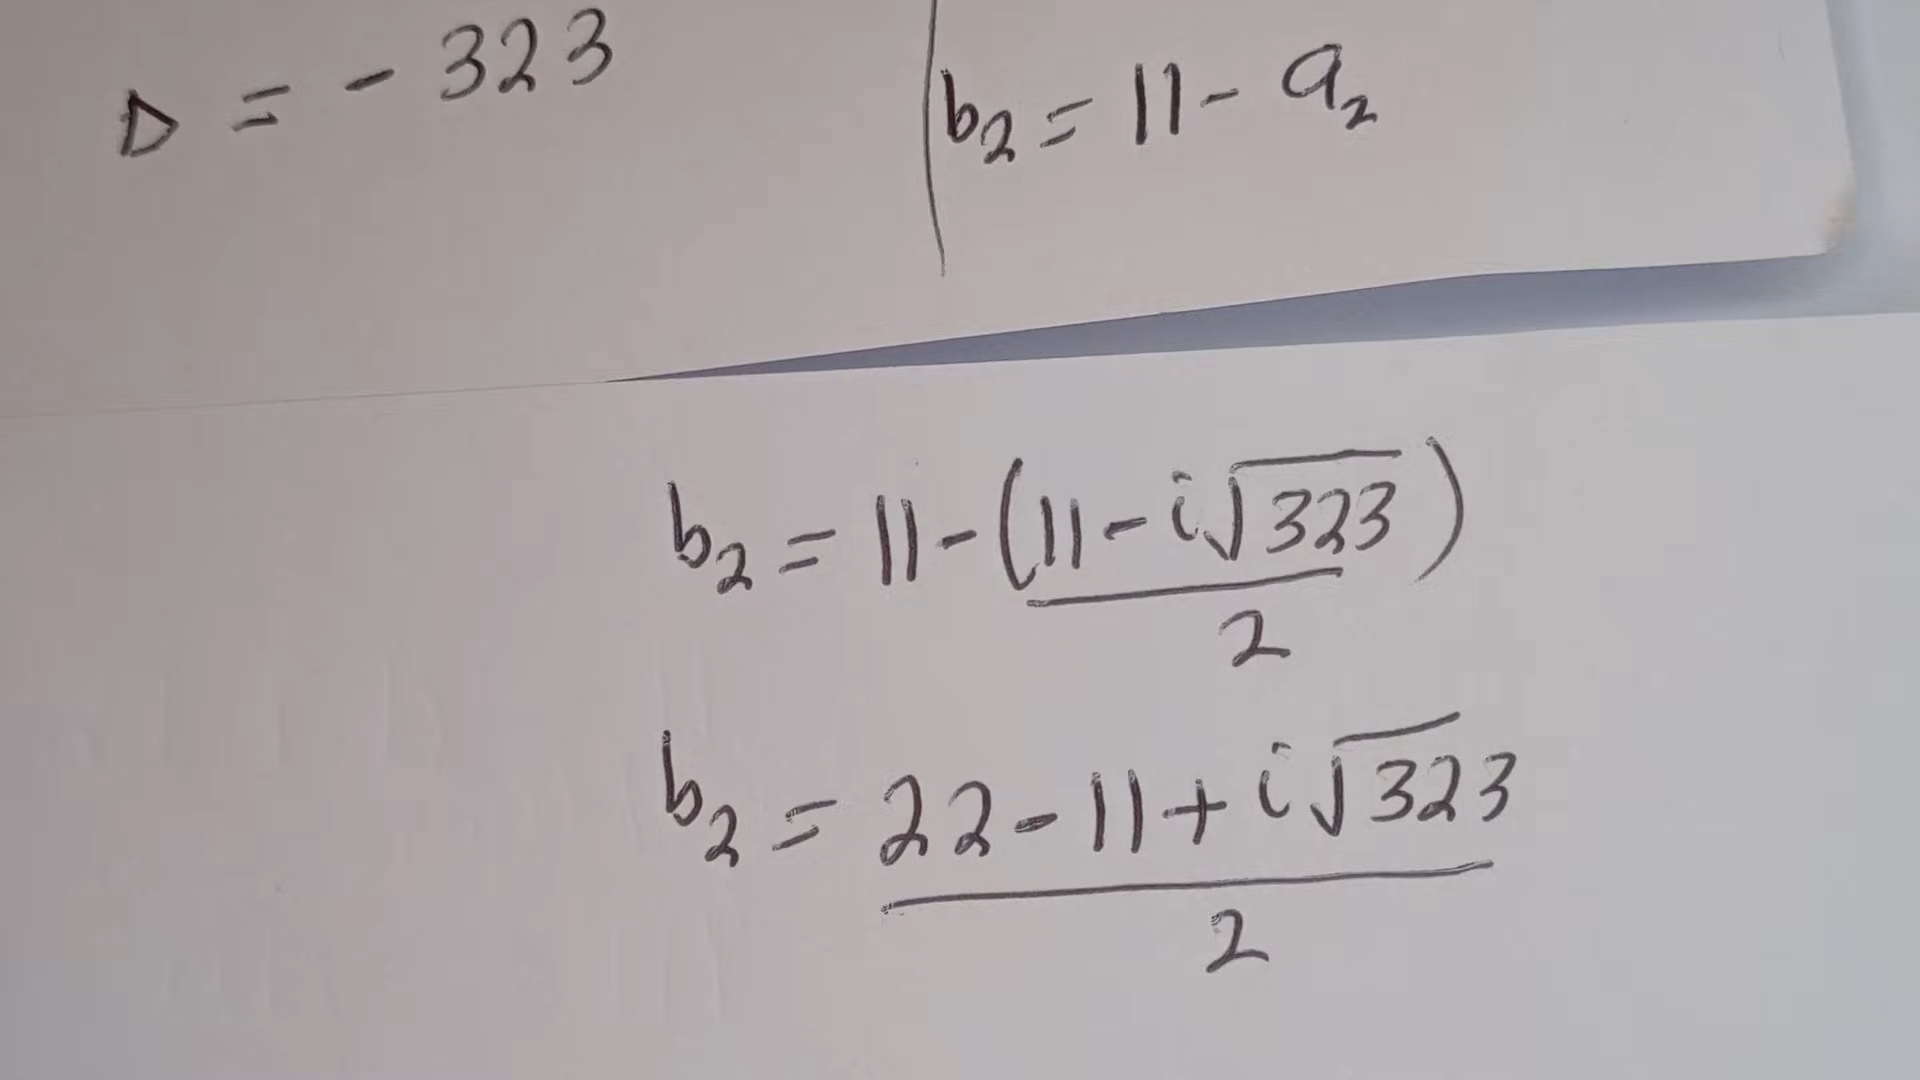 D = - 323
b₂ = 11 - a₂
b₂ = 11 - (11 - i√323)
2
b₂ = 22 - 11 + i√323
2